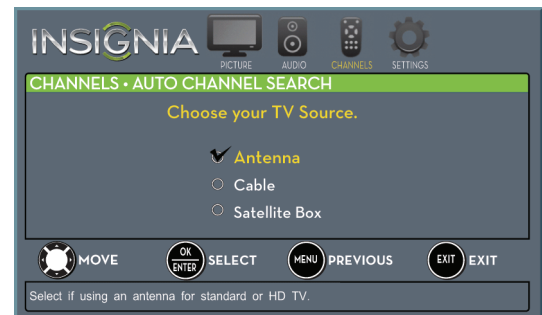 INSIGNIA
PICTURE AUDIO CHANNELS SETTINGS
CHANNELS • AUTO CHANNEL SEARCH
Choose your TV Source.
Antenna
Cable
Satellite Box
MOVE OK ENTER SELECT MENU PREVIOUS EXIT EXIT
Select if using an antenna for standard or HD TV.